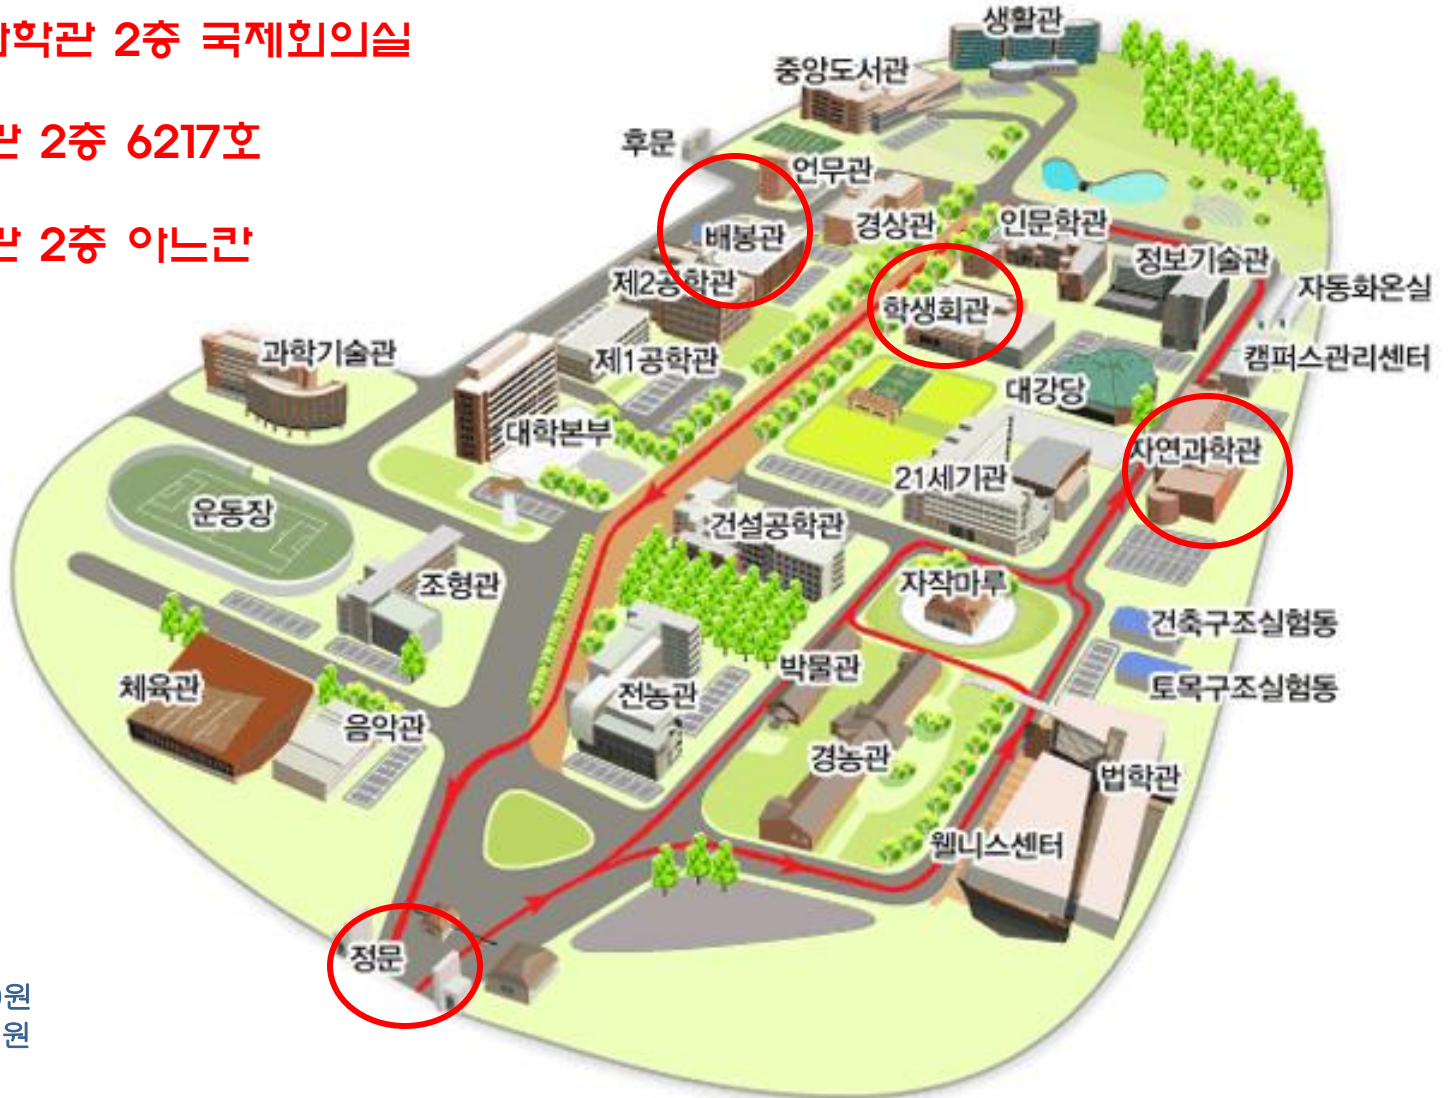 학관 2층 국제회의실
2층 6217호
2층 아느칸
생활관
중앙도서관
후문
언무관
배봉관
경상관
인문학관
정보기술관
자동화온실
제2공학관
학생회관
과학기술관
제1공학관
캠퍼스관리센터
대강당
대학본부
자연과학관
21세기관
운동장
건설공학관
조형관
자작마루
건축구조실험동
박물관
체육관
전농관
토목구조실험동
음악관
경농관
법학관
웰니스센터
정문
원
원